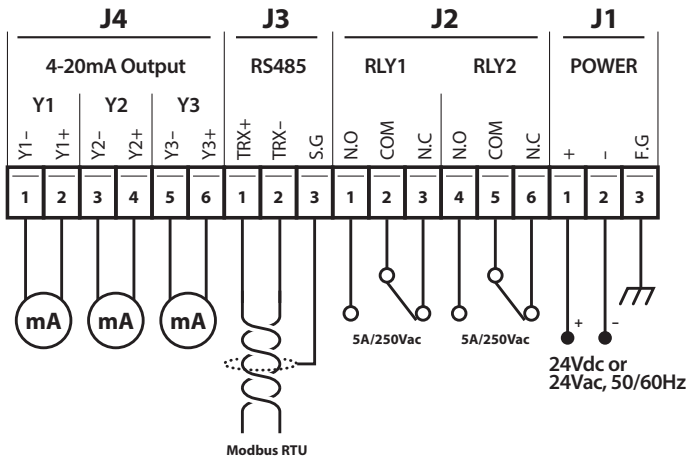 J4 J3 J2 J1
4-20mA Output RS485 RLY1 RLY2 POWER
Y1 Y2 Y3
Y1− Y1+ Y2− Y2+ Y3− Y3+ TRX+ TRX− S.G N.O COM N.C N.O COM N.C + − F.G
1 2 3 4 5 6 1 2 3 1 2 3 4 5 6 1 2 3
mA mA mA
+ −
5A/250Vac 5A/250Vac
24Vdc or
24Vac, 50/60Hz
Modbus RTU